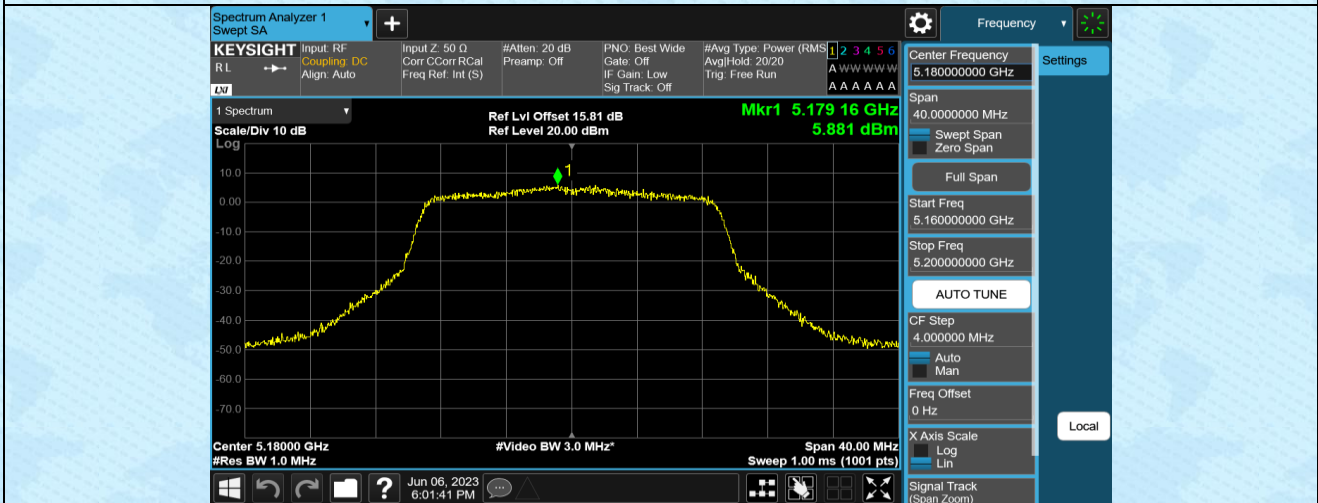 Spectrum Analyzer 1
Swept SA
Frequency
KEYSIGHT
R L
LXI
Input: RF
Coupling: DC
Align: Auto
Input Z: 50 Ω
Corr CCorr RCal
Freq Ref: Int (S)
#Atten: 20 dB
Preamp: Off
PNO: Best Wide
Gate: Off
IF Gain: Low
Sig Track: Off
#Avg Type: Power (RMS
Avg|Hold: 20/20
Trig: Free Run
1 2 3 4 5 6
A W W W W W
A A A A A A
1 Spectrum
Scale/Div 10 dB
Log
Ref Lvl Offset 15.81 dB
Ref Level 20.00 dBm
Mkr1 5.179 16 GHz
5.881 dBm
1
10.0
0.00
-10.0
-20.0
-30.0
-40.0
-50.0
-60.0
-70.0
Center 5.18000 GHz
#Res BW 1.0 MHz
#Video BW 3.0 MHz*
Span 40.00 MHz
Sweep 1.00 ms (1001 pts)
?
Jun 06, 2023
6:01:41 PM
Center Frequency
5.180000000 GHz
Span
40.0000000 MHz
Swept Span
Zero Span
Full Span
Start Freq
5.160000000 GHz
Stop Freq
5.200000000 GHz
AUTO TUNE
CF Step
4.000000 MHz
Auto
Man
Freq Offset
0 Hz
X Axis Scale
Log
Lin
Signal Track
(Span Zoom)
Settings
Local